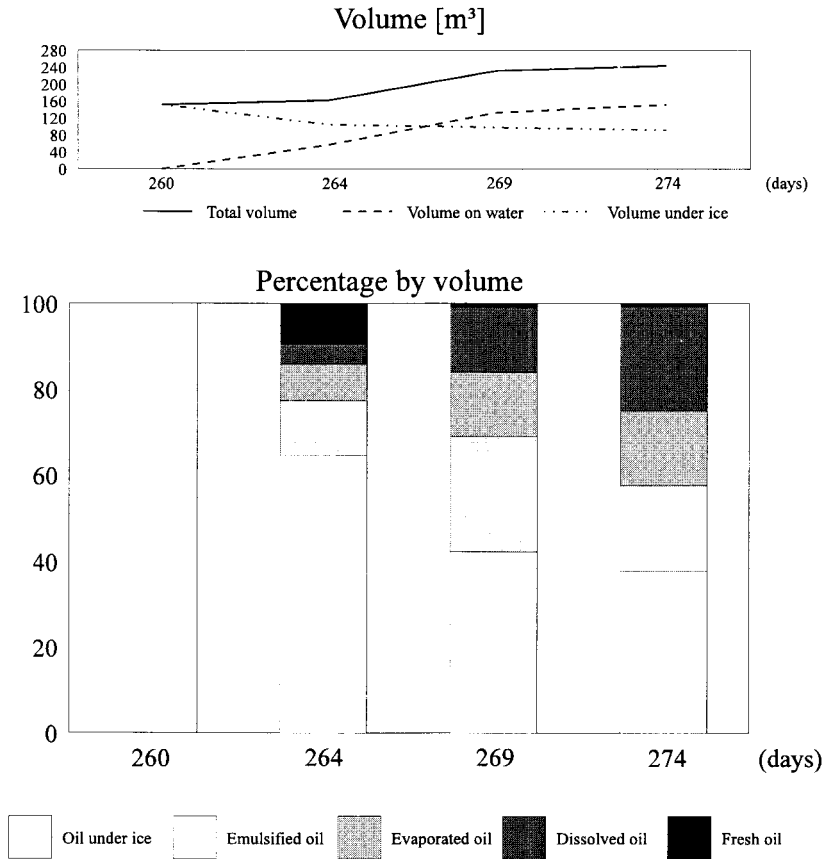 Volume [m³]
280
240
200
160
120
80
40
0
260 264 269 274 (days)
Total volume Volume on water Volume under ice
Percentage by volume
100
80
60
40
20
0
260 264 269 274 (days)
Oil under ice Emulsified oil Evaporated oil Dissolved oil Fresh oil